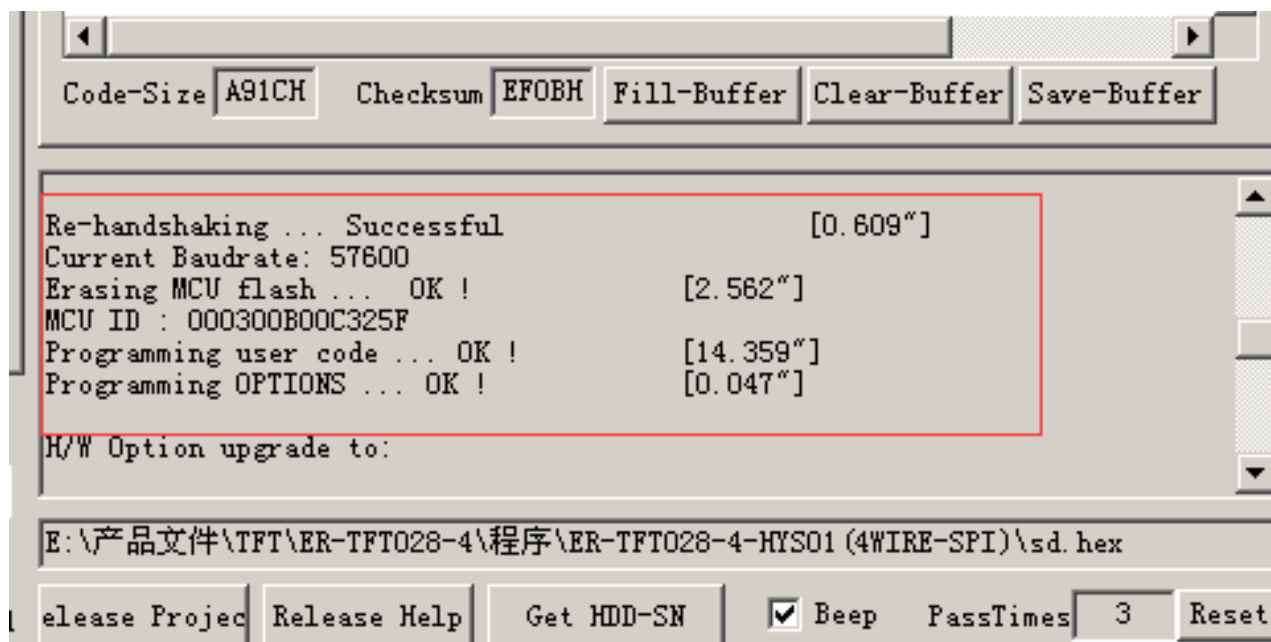 Code-Size A91CH Checksum EF0BH Fill-Buffer Clear-Buffer Save-Buffer
Re-handshaking ... Successful [0.609"]
Current Baudrate: 57600
Erasing MCU flash ... OK ! [2.562"]
MCU ID : 000300B00C325F
Programming user code ... OK ! [14.359"]
Programming OPTIONS ... OK ! [0.047"]
H/W Option upgrade to:
E:\产品文件\TFT\ER-TFT028-4\程序\ER-TFT028-4-HYS01(4WIRE-SPI)\sd.hex
elease Projec Release Help Get HDD-SN Beep PassTimes 3 Reset